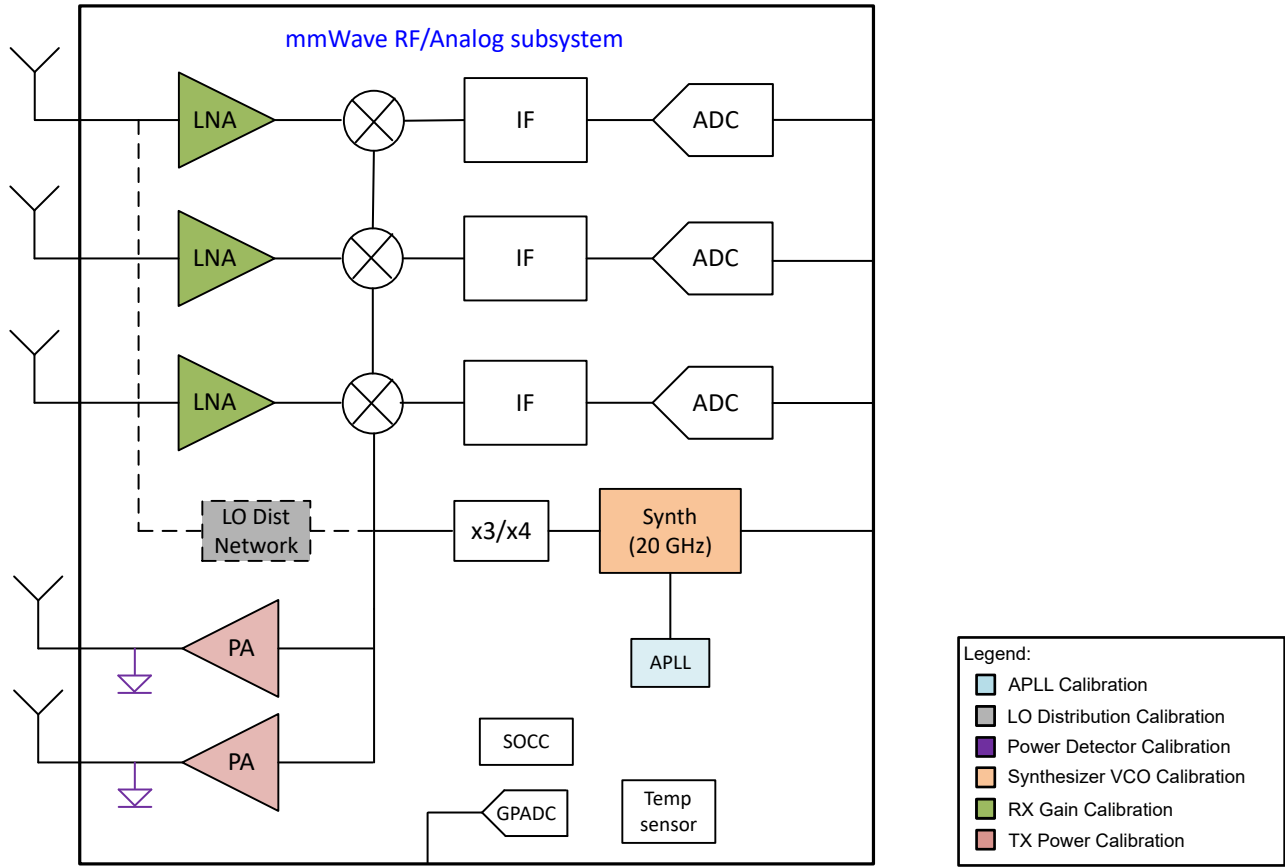 mmWave RF/Analog subsystem
LNA
IF
ADC
LNA
IF
ADC
LNA
IF
ADC
LO Dist
Network
x3/x4
Synth
(20 GHz)
PA
APLL
PA
SOCC
GPADC
Temp
sensor
Legend:
APLL Calibration
LO Distribution Calibration
Power Detector Calibration
Synthesizer VCO Calibration
RX Gain Calibration
TX Power Calibration